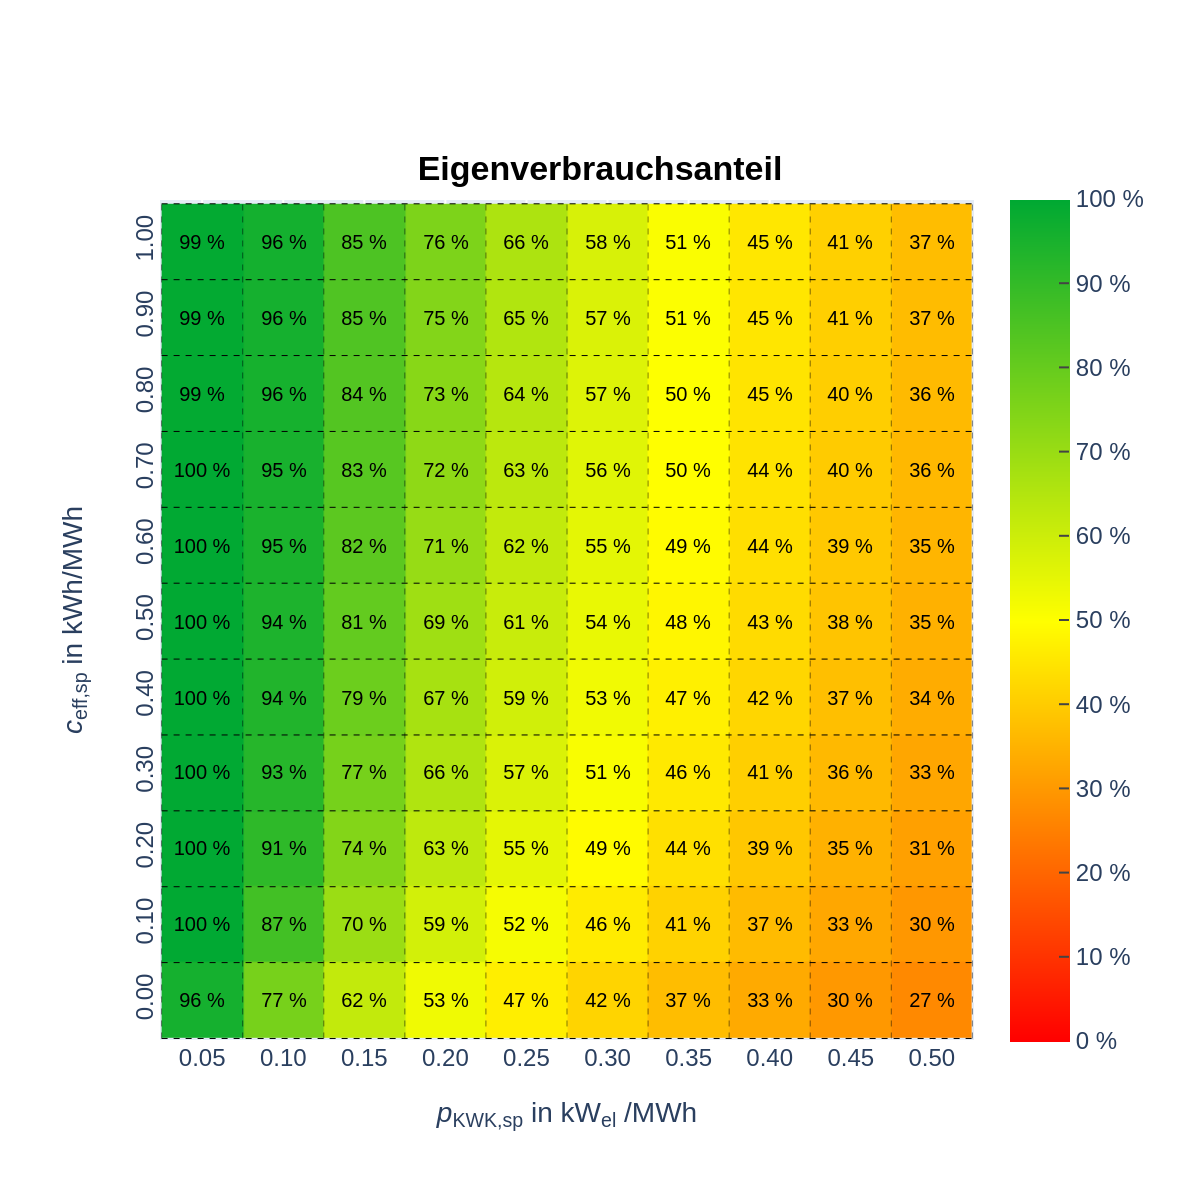 Eigenverbrauchsanteil
1.00 99 % 96 % 85 % 76 % 66 % 58 % 51 % 45 % 41 % 37 %
0.90 99 % 96 % 85 % 75 % 65 % 57 % 51 % 45 % 41 % 37 %
0.80 99 % 96 % 84 % 73 % 64 % 57 % 50 % 45 % 40 % 36 %
0.70 100 % 95 % 83 % 72 % 63 % 56 % 50 % 44 % 40 % 36 %
0.60 100 % 95 % 82 % 71 % 62 % 55 % 49 % 44 % 39 % 35 %
0.50 100 % 94 % 81 % 69 % 61 % 54 % 48 % 43 % 38 % 35 %
0.40 100 % 94 % 79 % 67 % 59 % 53 % 47 % 42 % 37 % 34 %
0.30 100 % 93 % 77 % 66 % 57 % 51 % 46 % 41 % 36 % 33 %
0.20 100 % 91 % 74 % 63 % 55 % 49 % 44 % 39 % 35 % 31 %
0.10 100 % 87 % 70 % 59 % 52 % 46 % 41 % 37 % 33 % 30 %
0.00 96 % 77 % 62 % 53 % 47 % 42 % 37 % 33 % 30 % 27 %
0.05 0.10 0.15 0.20 0.25 0.30 0.35 0.40 0.45 0.50
pKWK,sp in kWel /MWh
ceff,sp in kWh/MWh
100 %
90 %
80 %
70 %
60 %
50 %
40 %
30 %
20 %
10 %
0 %